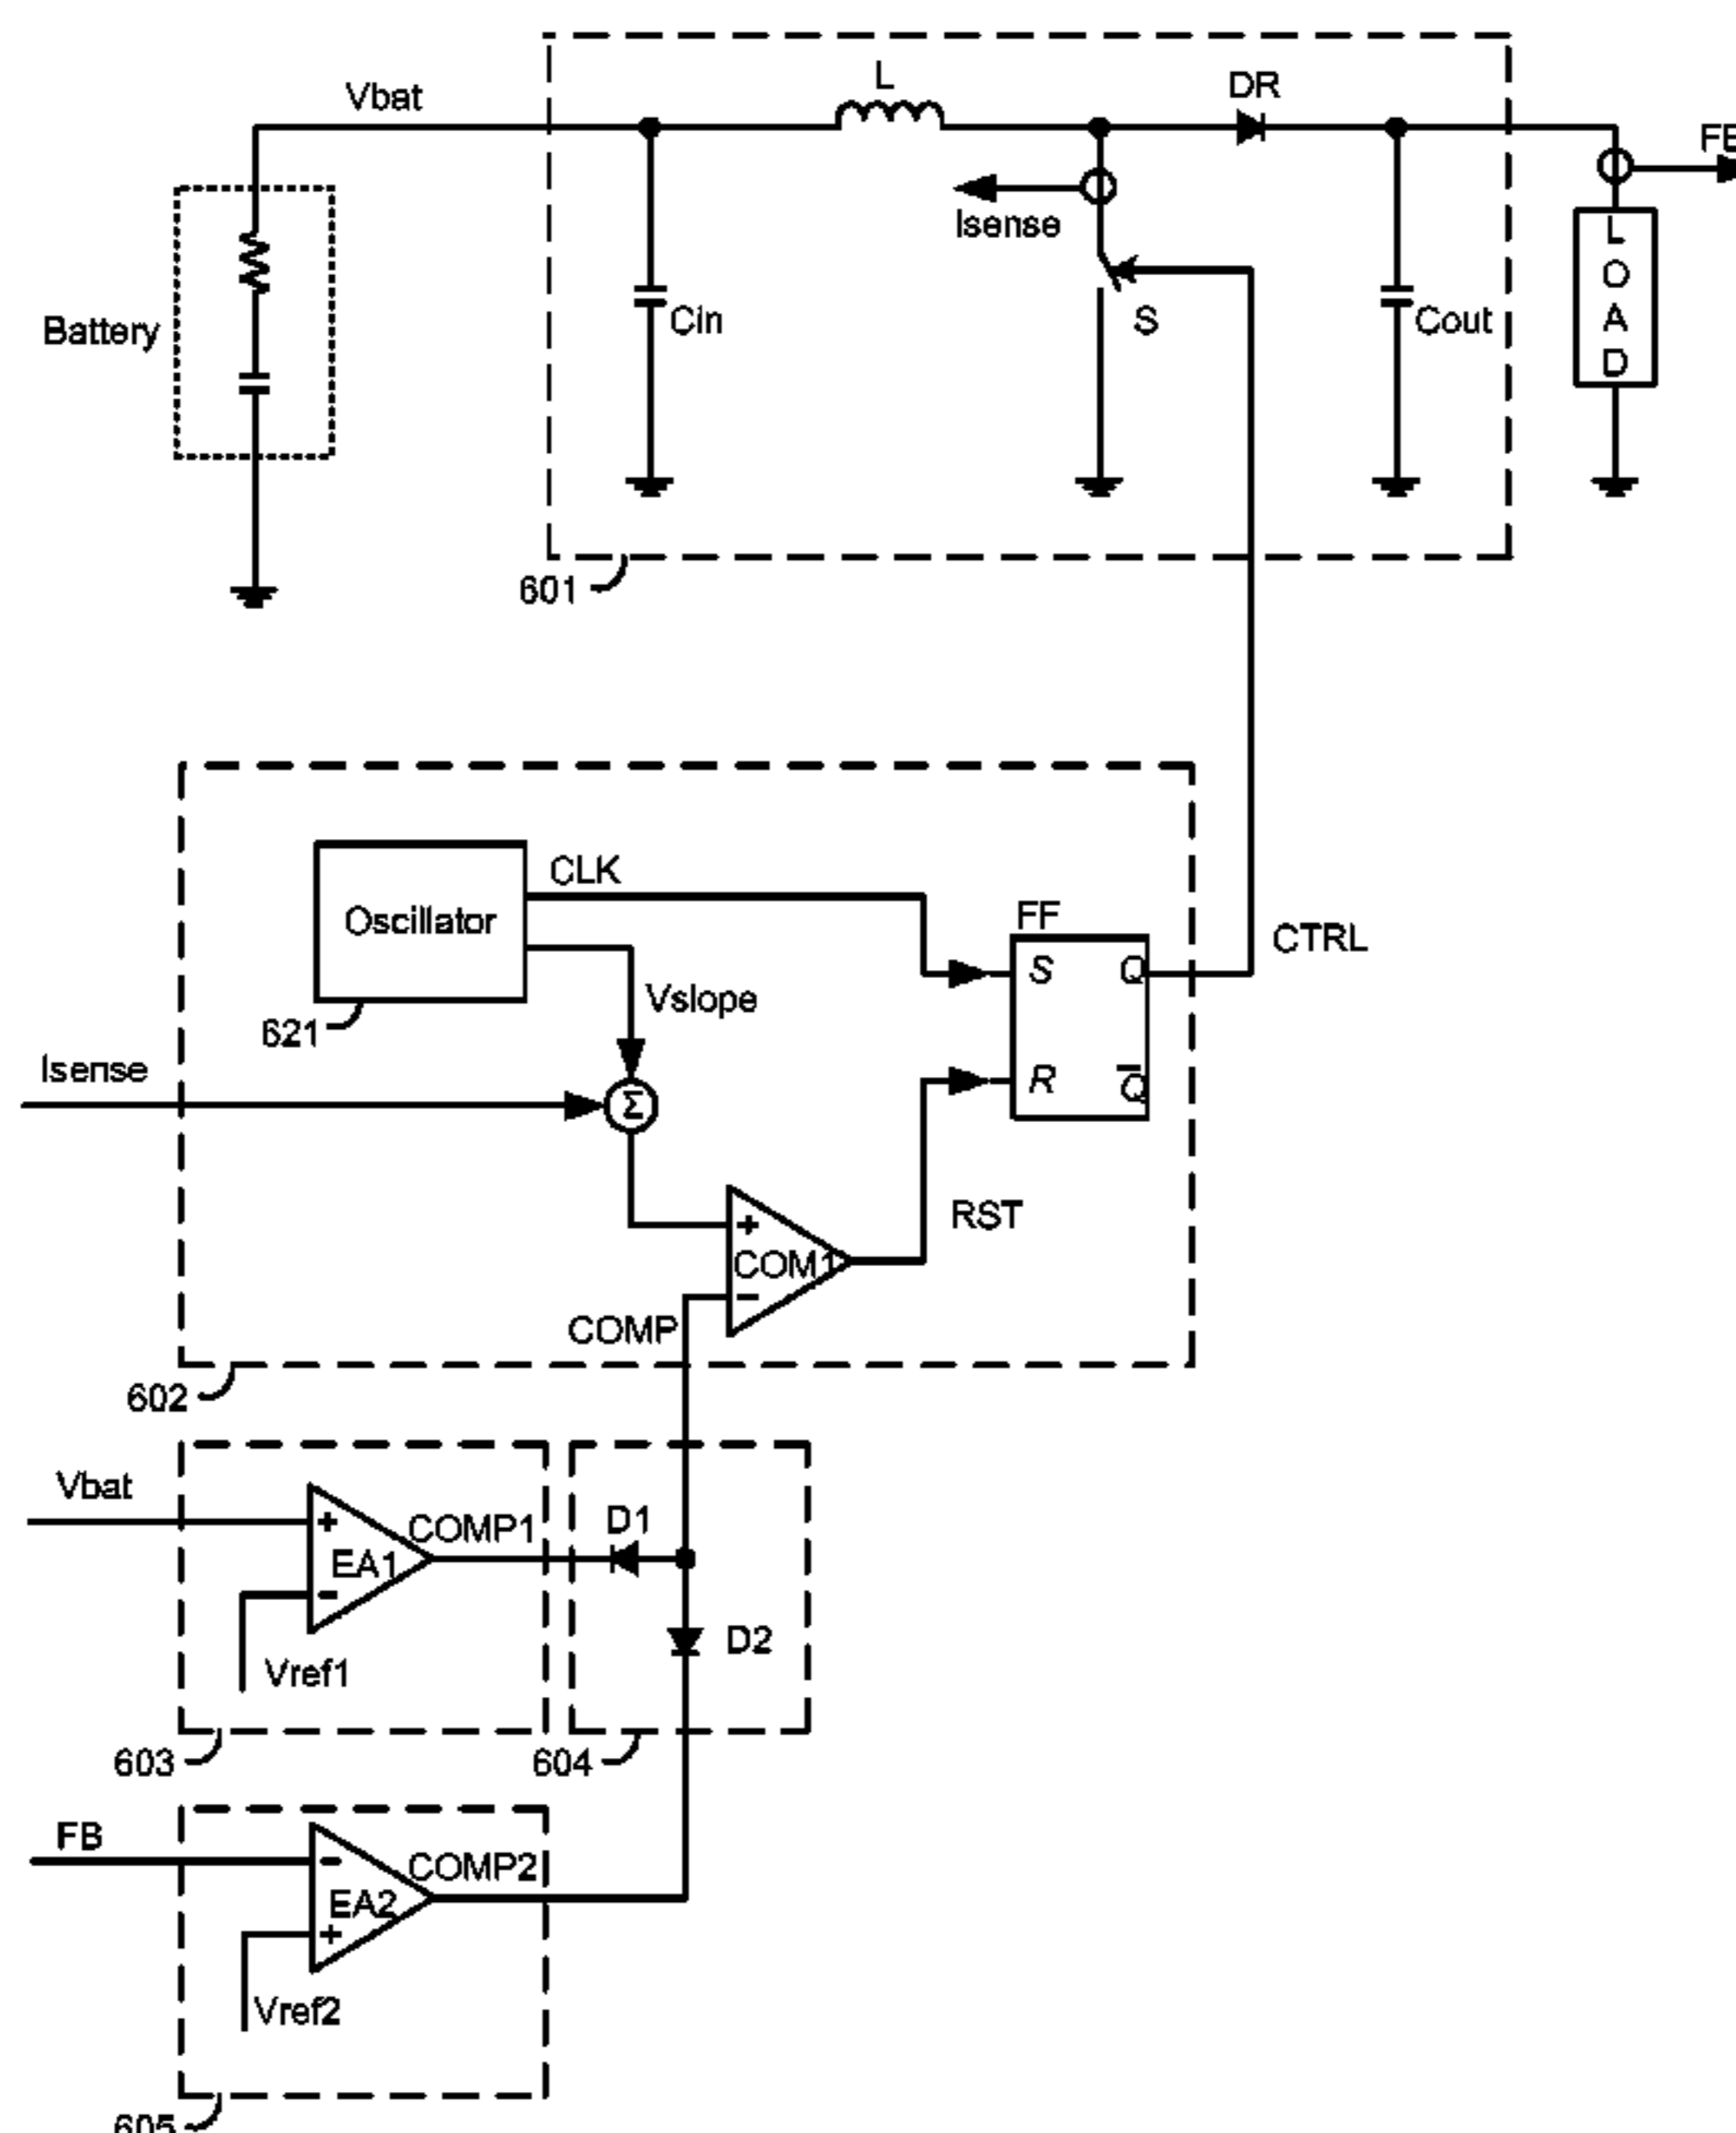 L
DR
Vbat
FB
Isense
L
O
A
D
Battery
Cin
S
Cout
601
CLK
Oscillator
FF
CTRL
S
Q
Vslope
621
Isense
R
Q̅
Σ
RST
+
COM1
COMP
−
602
Vbat
COMP1
D1
+
EA1
−
D2
Vref1
603
604
FB
COMP2
−
EA2
+
Vref2
605